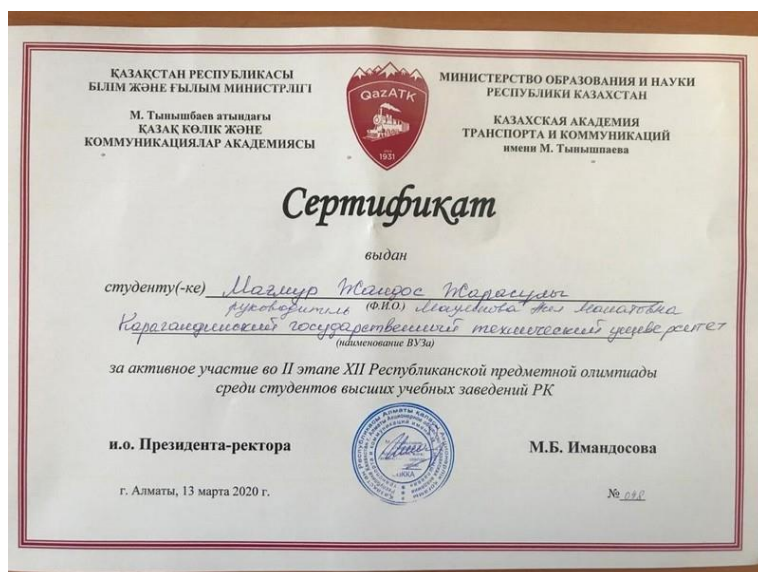 ҚАЗАҚСТАН РЕСПУБЛИКАСЫ
БІЛІМ ЖӘНЕ ҒЫЛЫМ МИНИСТРЛІГІ
М. Тынышбаев атындағы
ҚАЗАҚ КӨЛІК ЖӘНЕ
КОММУНИКАЦИЯЛАР АКАДЕМИЯСЫ
QazATK
1931
МИНИСТЕРСТВО ОБРАЗОВАНИЯ И НАУКИ
РЕСПУБЛИКИ КАЗАХСТАН
КАЗАХСКАЯ АКАДЕМИЯ
ТРАНСПОРТА И КОММУНИКАЦИЙ
имени М. Тынышпаева
Сертификат
выдан
студенту(-ке) Магмур Жандос Жарасулы
руководитель (Ф.И.О.) Манатовна
Карагандинский государственный технический университет
(наименование ВУЗа)
за активное участие во II этапе XII Республиканской предметной олимпиады
среди студентов высших учебных заведений РК
и.о. Президента-ректора
М.Б. Имандосова
г. Алматы, 13 марта 2020 г.
№